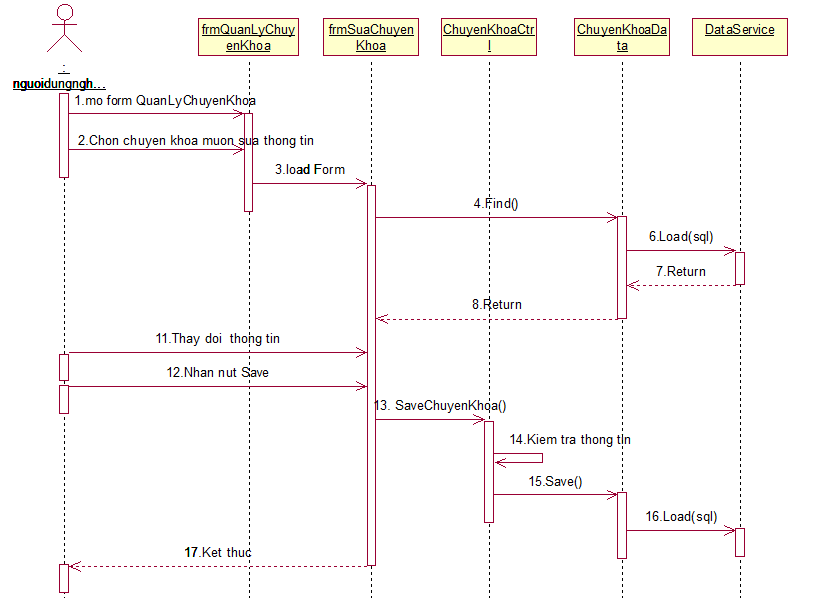 frmQuanLyChuy
enKhoa
frmSuaChuyen
Khoa
ChuyenKhoaCtr
l
ChuyenKhoaDa
ta
DataService
:
nguoidungngh...
1.mo form QuanLyChuyenKhoa
2.Chon chuyen khoa muon sua thong tin
3.load Form
4.Find()
6.Load(sql)
7.Return
8.Return
11.Thay doi thong tin
12.Nhan nut Save
13. SaveChuyenKhoa()
14.Kiem tra thong tin
15.Save()
16.Load(sql)
17.Ket thuc